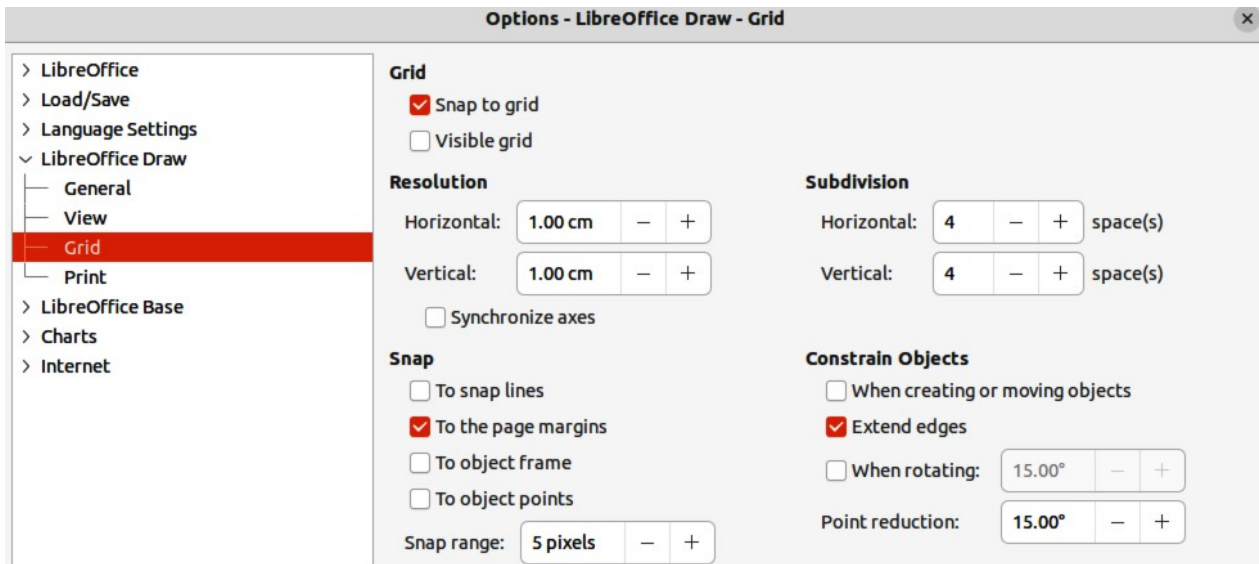 Options - LibreOffice Draw - Grid
LibreOffice
Load/Save
Language Settings
LibreOffice Draw
General
View
Grid
Print
LibreOffice Base
Charts
Internet
Grid
Snap to grid
Visible grid
Resolution
Horizontal: 1.00 cm − +
Vertical: 1.00 cm − +
Synchronize axes
Subdivision
Horizontal: 4 − + space(s)
Vertical: 4 − + space(s)
Snap
To snap lines
To the page margins
To object frame
To object points
Snap range: 5 pixels − +
Constrain Objects
When creating or moving objects
Extend edges
When rotating: 15.00° − +
Point reduction: 15.00° − +